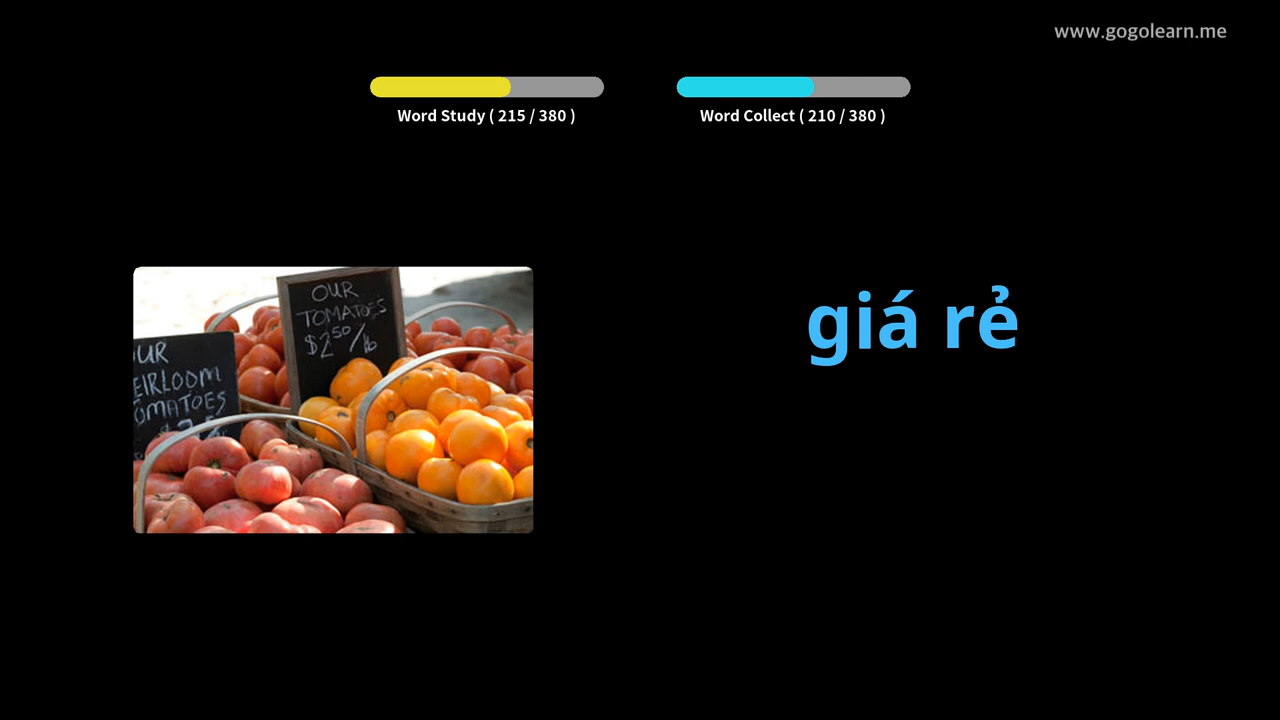 www.gogolearn.me
Word Study ( 215 / 380 )
Word Collect ( 210 / 380 )
OUR
TOMATOES
$2.50/lb
UR
EIRLOOM
OMATOES
giá rẻ